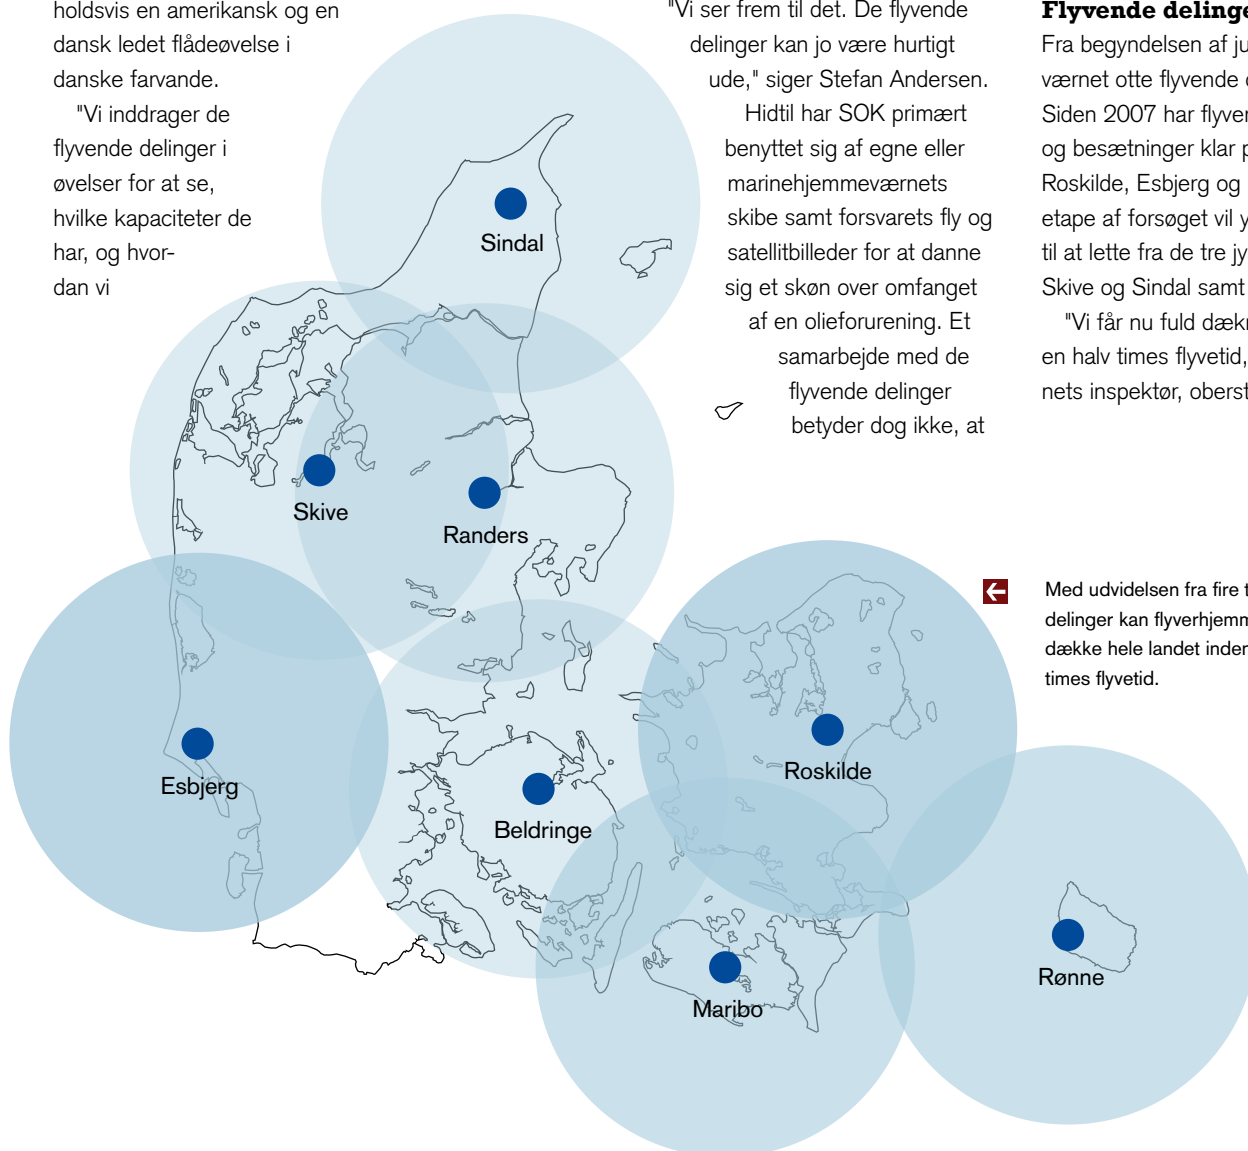 holdsvis en amerikansk og en
dansk ledet flådeøvelse i
danske farvande.
"Vi inddrager de
flyvende delinger i
øvelser for at se,
hvilke kapaciteter de
har, og hvor-
dan vi
"Vi ser frem til det. De flyvende
delinger kan jo være hurtigt
ude," siger Stefan Andersen.
Hidtil har SOK primært
benyttet sig af egne eller
marinehjemmeværnets
skibe samt forsvarets fly og
satellitbilleder for at danne
sig et skøn over omfanget
af en olieforurening. Et
samarbejde med de
flyvende delinger
betyder dog ikke, at
Flyvende
Fra begyndelsen af
værnet otte flyvende
Siden 2007 har
og besætninger klar
Roskilde, Esbjerg og
etape af forsøget vil
til at lette fra de tre
Skive og Sindal samt
"Vi får nu fuld
en halv times flyvetid,
nets inspektør,
Sindal
Skive
Randers
Esbjerg
Beldringe
Roskilde
Maribo
Rønne
Med udvidelsen fra fire
delinger kan
dække hele landet
times flyvetid.